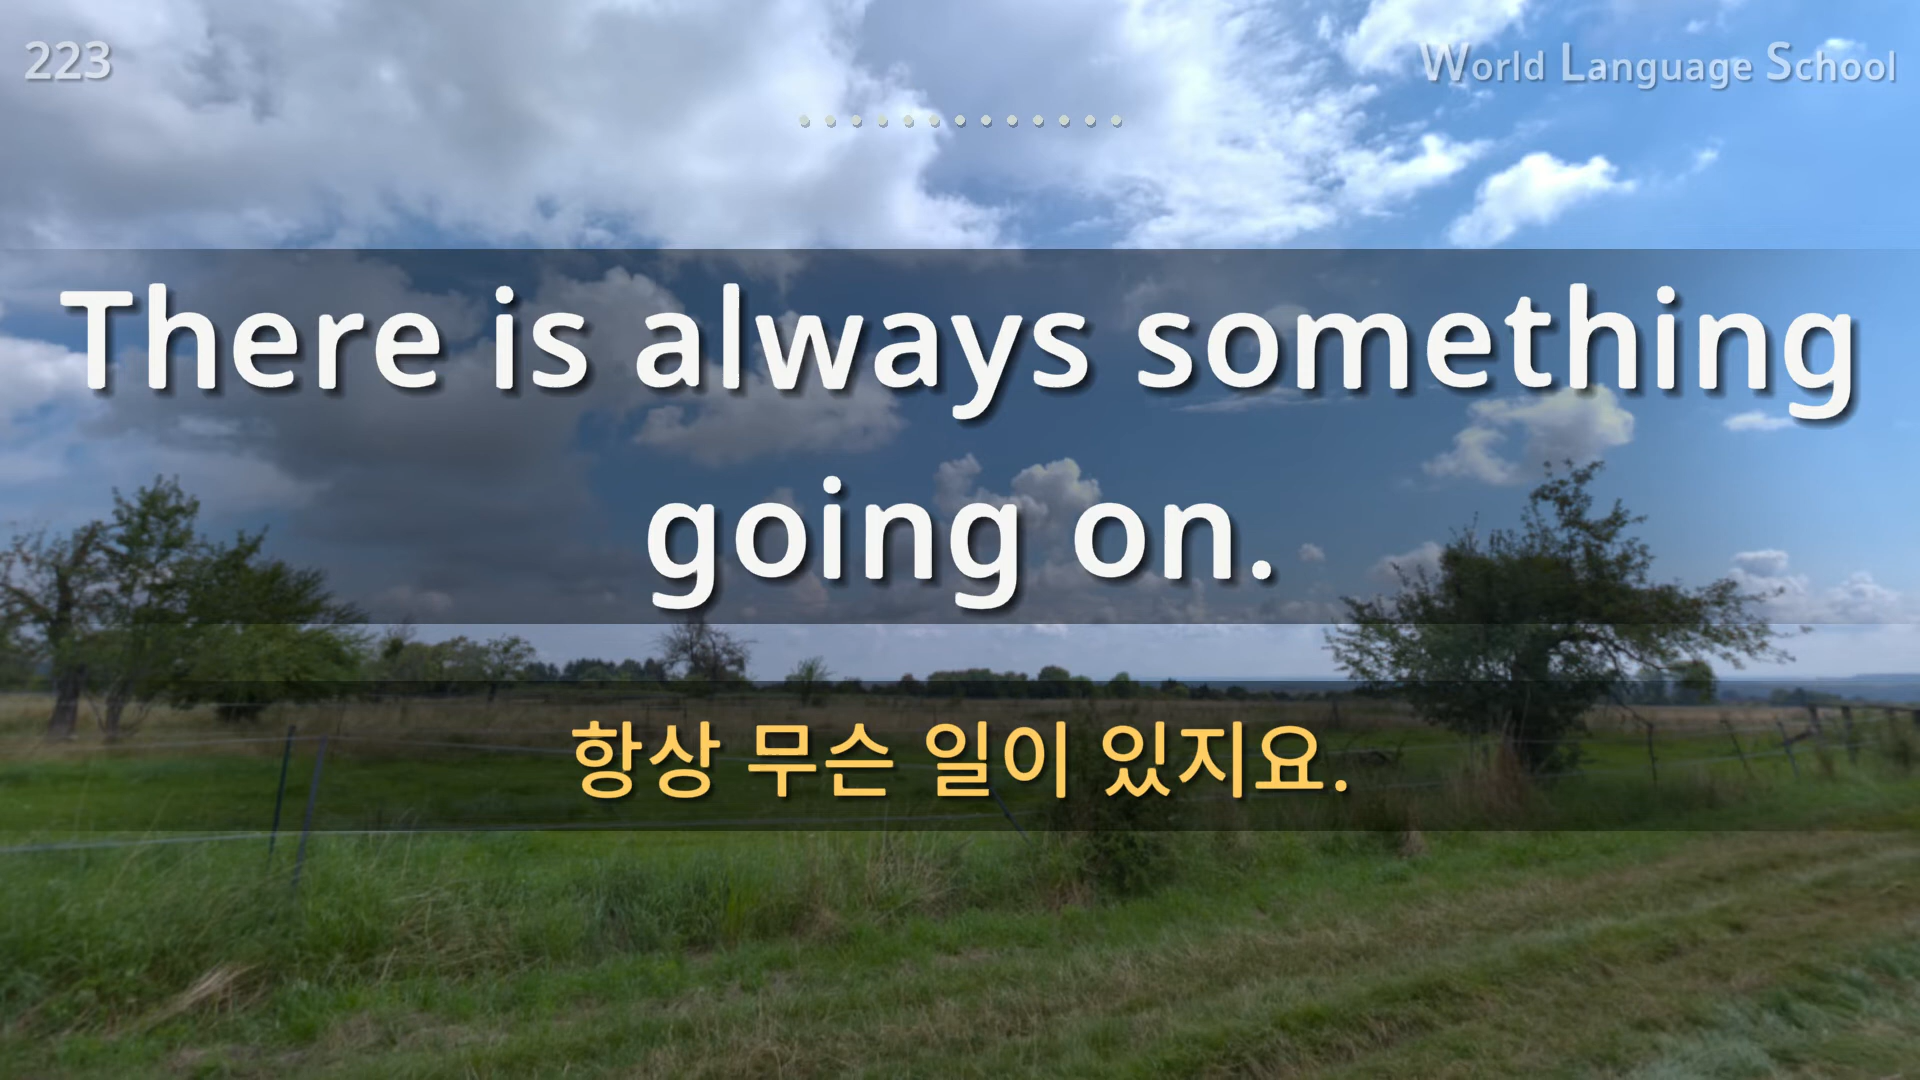 223
World Language School
There is always something
going on.
항상 무슨 일이 있지요.